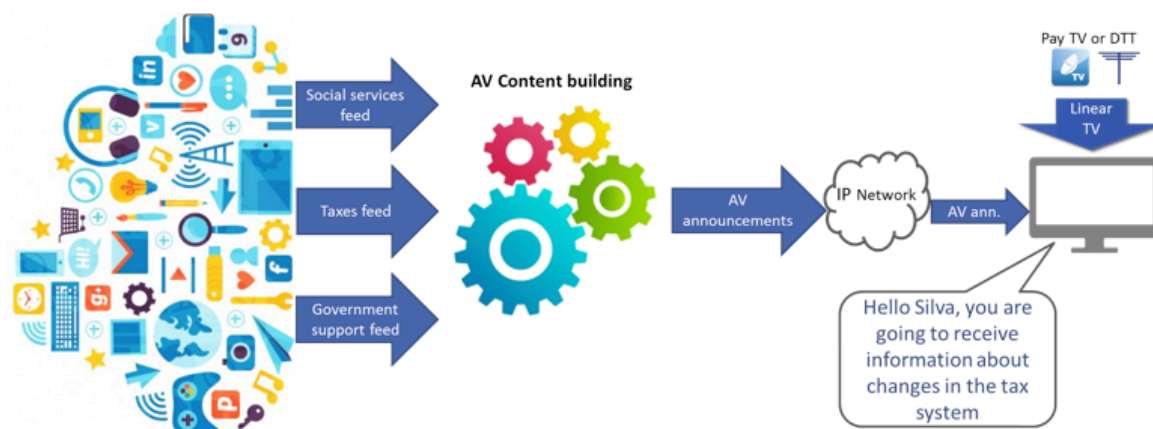 Pay TV or DTT
TV
Linear
TV
AV Content building
Social services
feed
Taxes feed
Government
support feed
AV
announcements
IP Network
AV ann.
Hello Silva, you are
going to receive
information about
changes in the tax
system
in
g
v
HI!
f
g+
P